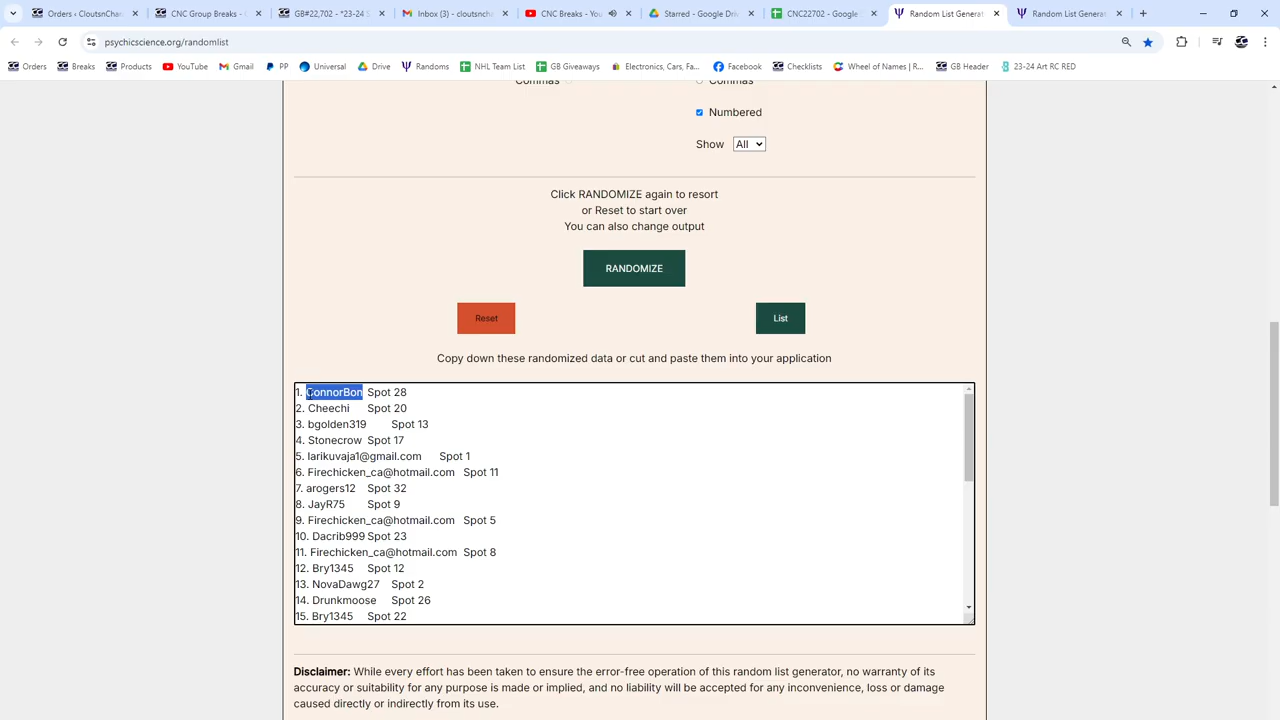 Orders ‹ CloutsnCha
CNC Group Breaks -
GB#22,702 - *23-24 S
Inbox (3) - cloutsnch
CNC Breaks - You
Starred - Google Driv
CNC22702 - Google
Random List Generat
Random List Generat
psychicscience.org/randomlist
Orders Breaks Products YouTube Gmail PP Universal Drive Randoms NHL Team List GB Giveaways Electronics, Cars, Fa... Facebook Checklists Wheel of Names | R... GB Header 23-24 Art RC RED
Commas Commas
Numbered
Show All
Click RANDOMIZE again to resort
or Reset to start over
You can also change output
RANDOMIZE
Reset List
Copy down these randomized data or cut and paste them into your application
1. ConnorBon Spot 28
2. Cheechi Spot 20
3. bgolden319 Spot 13
4. Stonecrow Spot 17
5. larikuvaja1@gmail.com Spot 1
6. Firechicken_ca@hotmail.com Spot 11
7. arogers12 Spot 32
8. JayR75 Spot 9
9. Firechicken_ca@hotmail.com Spot 5
10. Dacrib999 Spot 23
11. Firechicken_ca@hotmail.com Spot 8
12. Bry1345 Spot 12
13. NovaDawg27 Spot 2
14. Drunkmoose Spot 26
15. Bry1345 Spot 22
Disclaimer: While every effort has been taken to ensure the error-free operation of this random list generator, no warranty of its
accuracy or suitability for any purpose is made or implied, and no liability will be accepted for any inconvenience, loss or damage
caused directly or indirectly from its use.